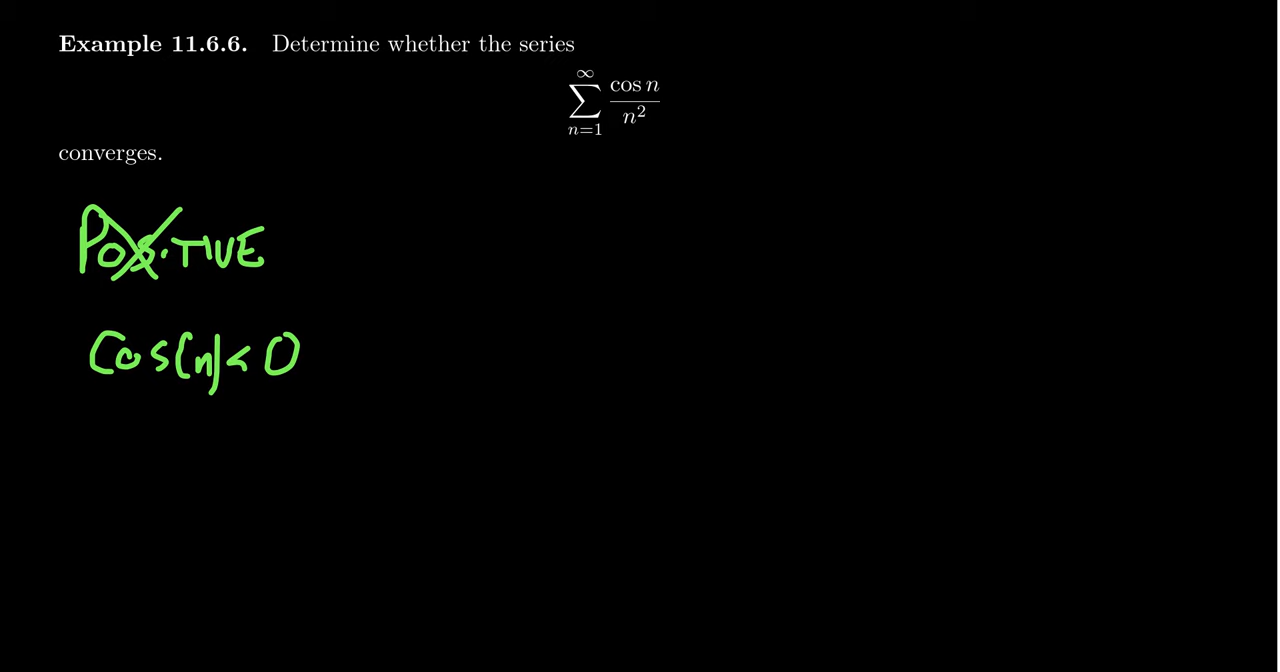 Example 11.6.6. Determine whether the series
∞
∑ cos n / n²
n=1
converges.
POSITIVE
Cos(n) < 0